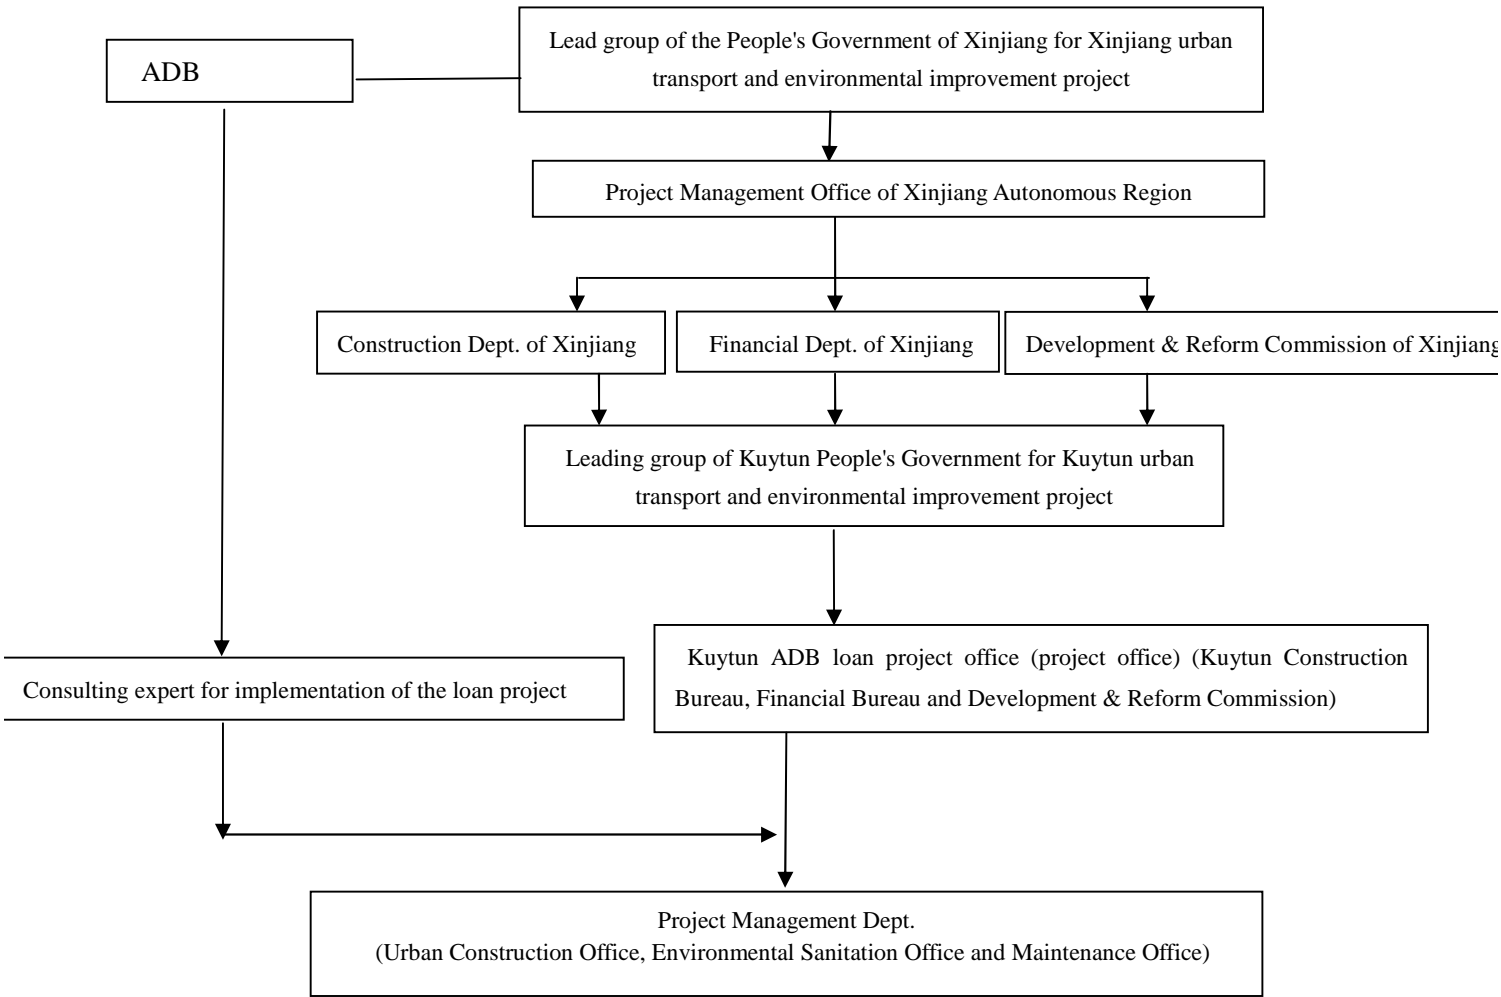 ADB
Lead group of the People's Government of Xinjiang for Xinjiang urban
transport and environmental improvement project
Project Management Office of Xinjiang Autonomous Region
Construction Dept. of Xinjiang
Financial Dept. of Xinjiang
Development & Reform Commission of Xinjiang
Leading group of Kuytun People's Government for Kuytun urban
transport and environmental improvement project
Kuytun ADB loan project office (project office) (Kuytun Construction
Bureau, Financial Bureau and Development & Reform Commission)
Consulting expert for implementation of the loan project
Project Management Dept.
(Urban Construction Office, Environmental Sanitation Office and Maintenance Office)